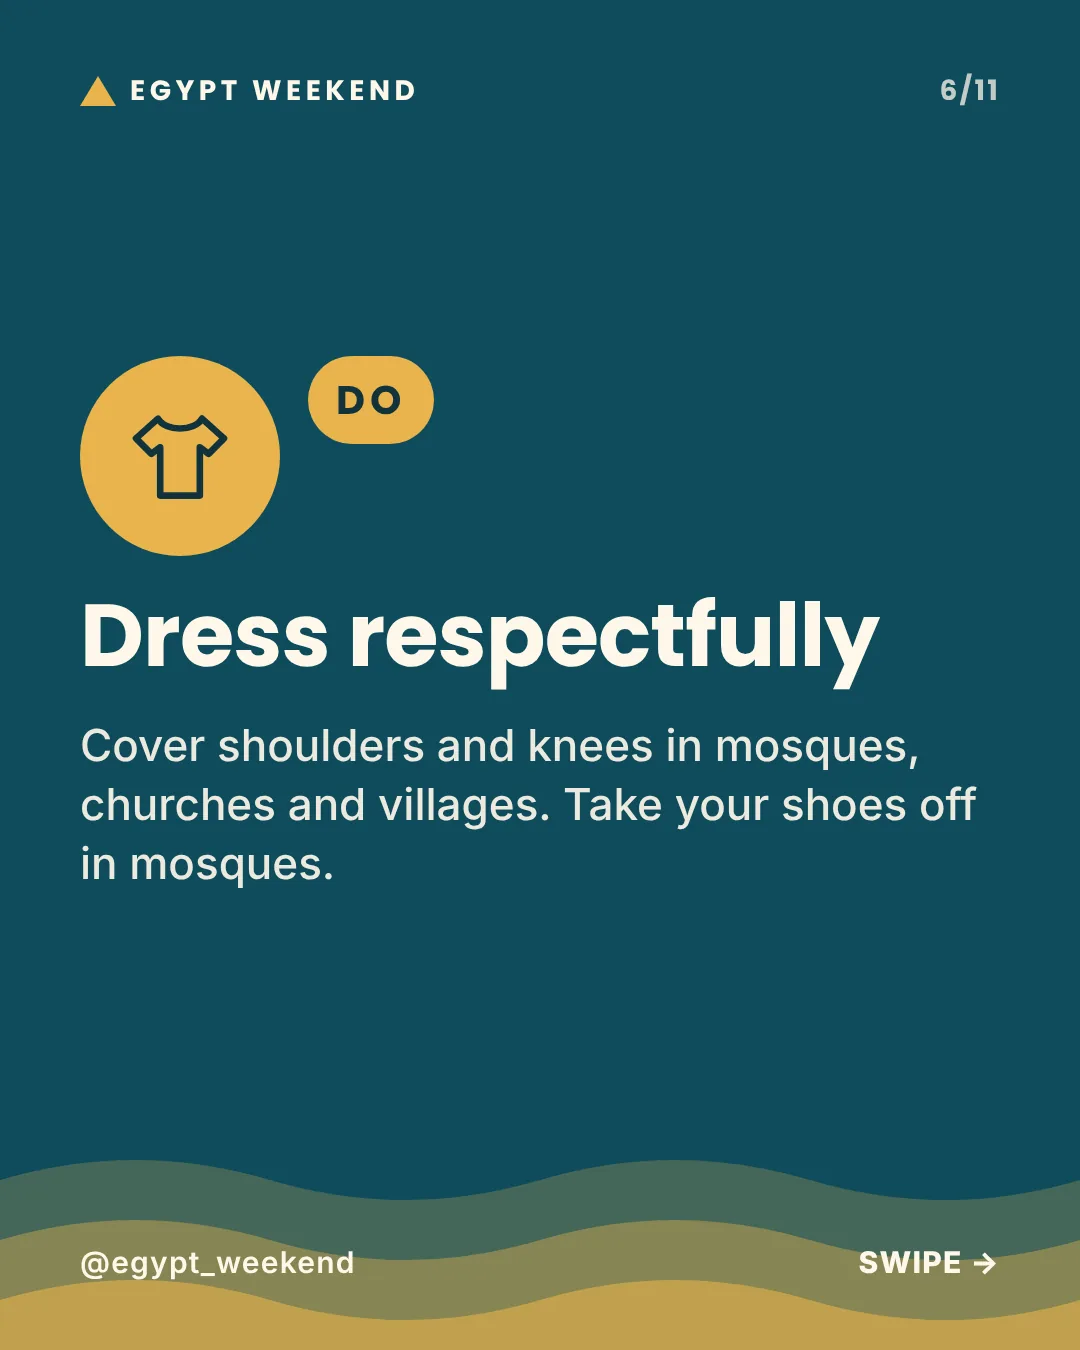 EGYPT WEEKEND
6/11
DO
Dress respectfully
Cover shoulders and knees in mosques,
churches and villages. Take your shoes off
in mosques.
@egypt_weekend
SWIPE →